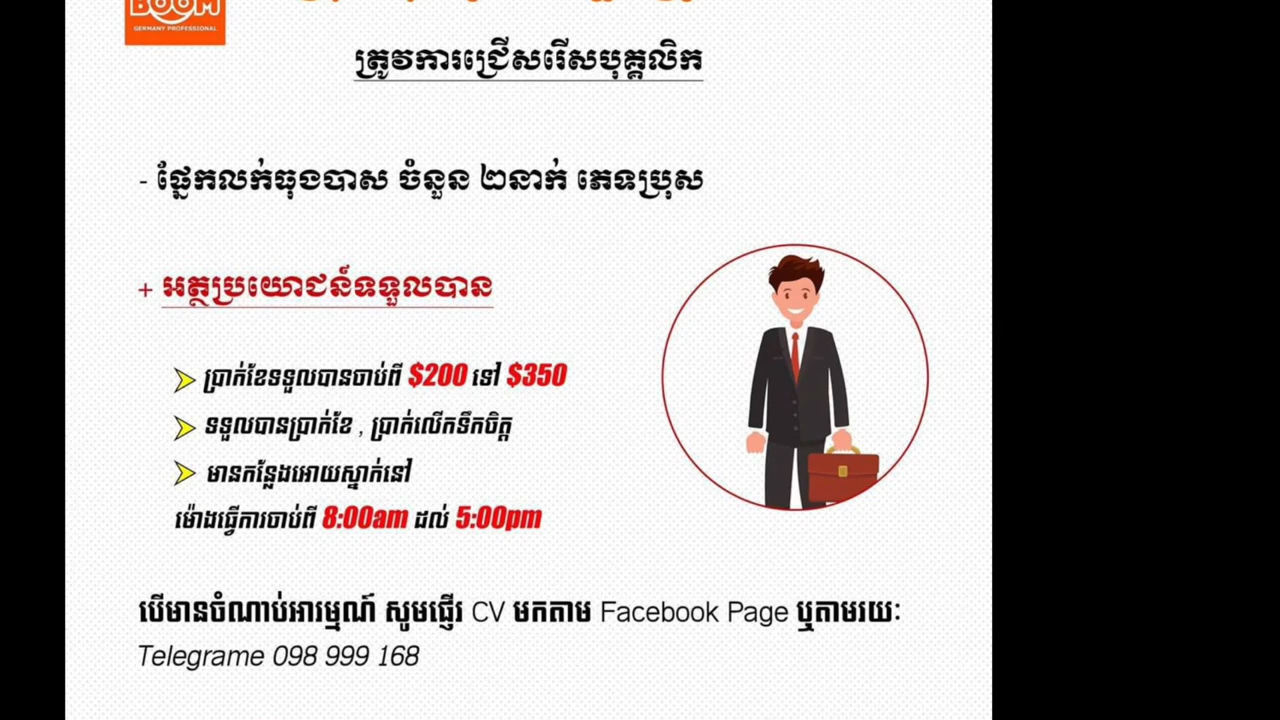 BOOM
GERMANY PROFESSIONAL
ត្រូវការជ្រើសរើសបុគ្គលិក
- ផ្នែកលក់ធុងបាស ចំនួន ២នាក់ ភេទប្រុស
+ អត្ថប្រយោជន៍ទទួលបាន
ប្រាក់ខែទទួលបានចាប់ពី $200 ទៅ $350
ទទួលបានប្រាក់ខែ , ប្រាក់លើកទឹកចិត្ត
មានកន្លែងអោយស្នាក់នៅ
ម៉ោងធ្វើការចាប់ពី 8:00am ដល់ 5:00pm
បើមានចំណាប់អារម្មណ៍ សូមផ្ញើរ CV មកតាម Facebook Page ឬតាមរយៈ
Telegrame 098 999 168